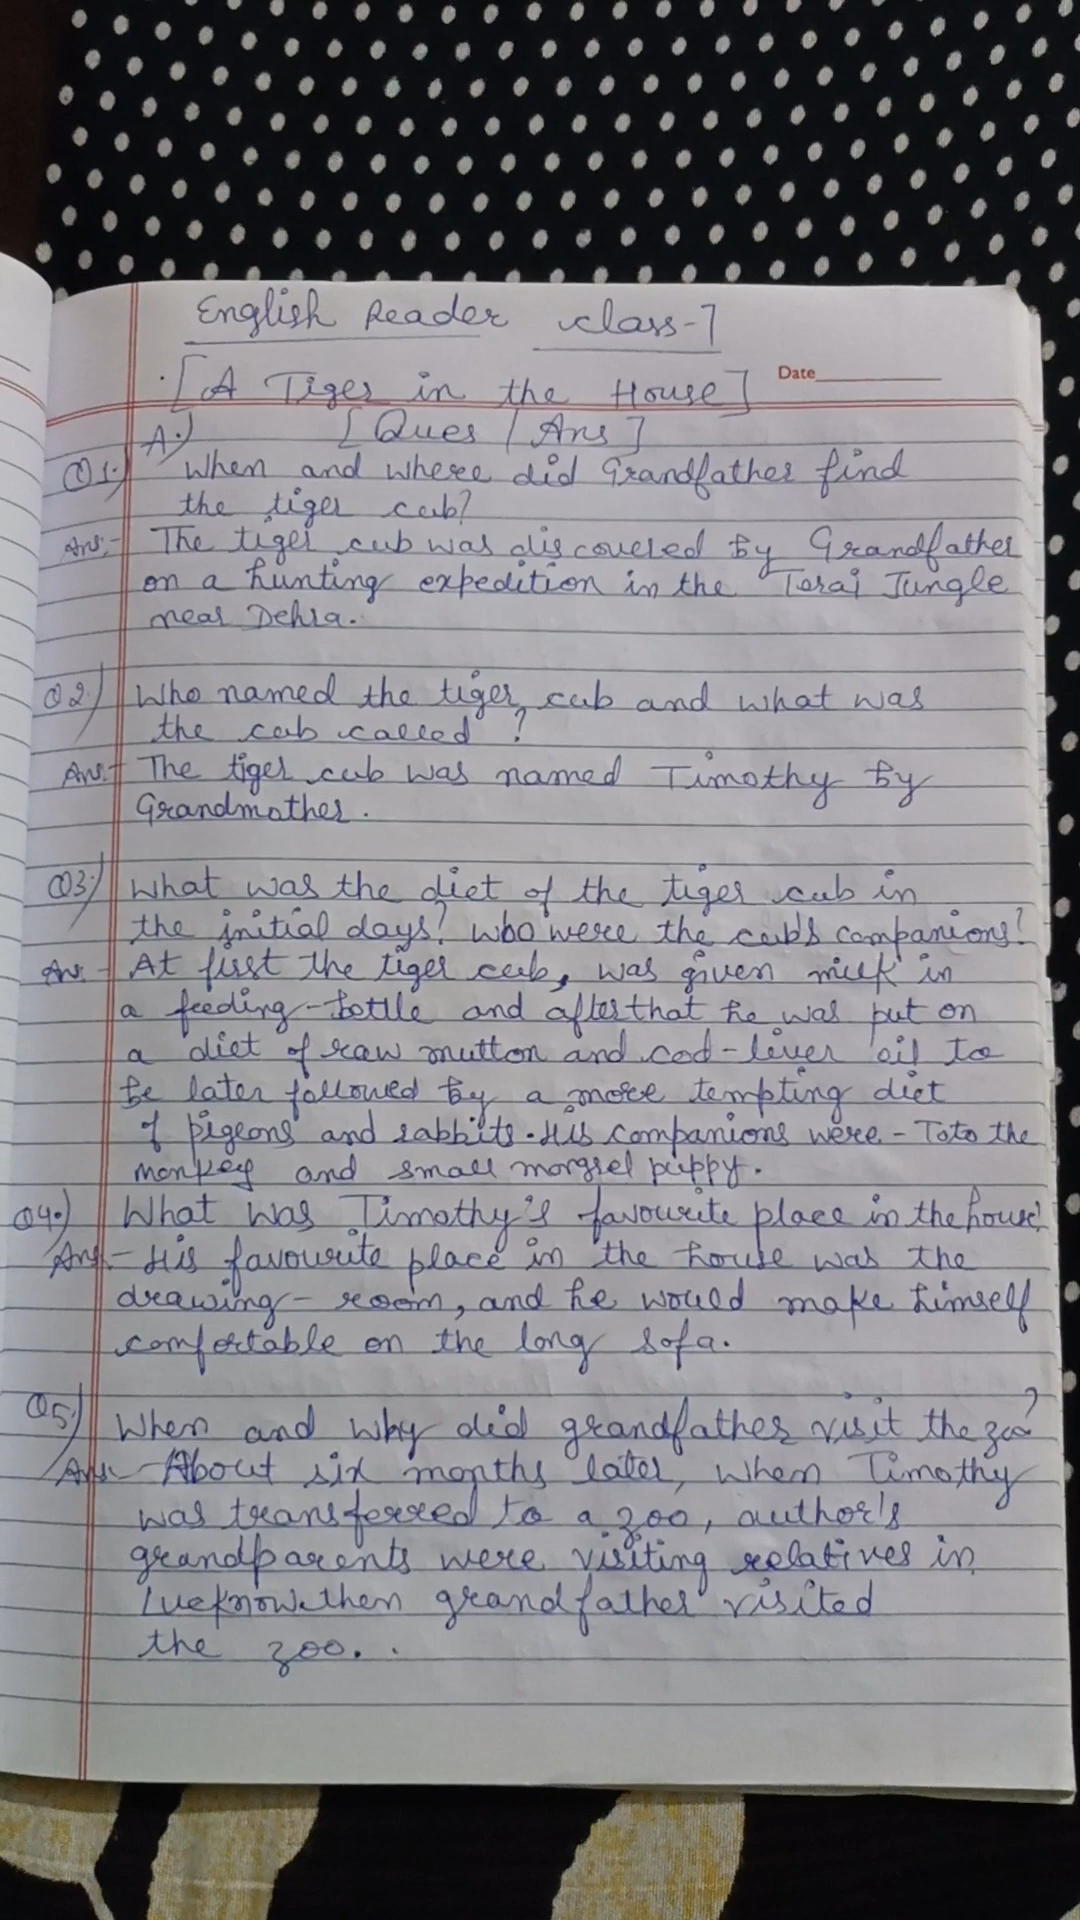 English Reader class-7
[A Tiger in the House]
Date
A.) [Ques / Ans]
Q1.) When and where did Grandfather find
the tiger cub?
Ans:- The tiger cub was discovered by Grandfather
on a hunting expedition in the Terai Jungle
near Dehra.
Q2.) Who named the tiger cub and what was
the cub called ?
Ans:- The tiger cub was named Timothy by
Grandmother.
Q3.) What was the diet of the tiger cub in
the initial days? Who were the cub's companions?
Ans.- At first the tiger cub, was given milk in
a feeding-bottle and after that he was put on
a diet of raw mutton and cod-liver oil to
be later followed by a more tempting diet
of pigeons and rabbits. His companions were - Toto the
monkey and small morgrel puppy.
Q4.) What was Timothy's favourite place in the house?
Ans - His favourite place in the house was the
drawing-room, and he would make himself
comfortable on the long sofa.
Q5.) When and why did grandfather visit the zoo?
Ans - About six months later, when Timothy
was transferred to a zoo, author's
grandparents were visiting relatives in
Lucknow. then grandfather visited
the zoo.